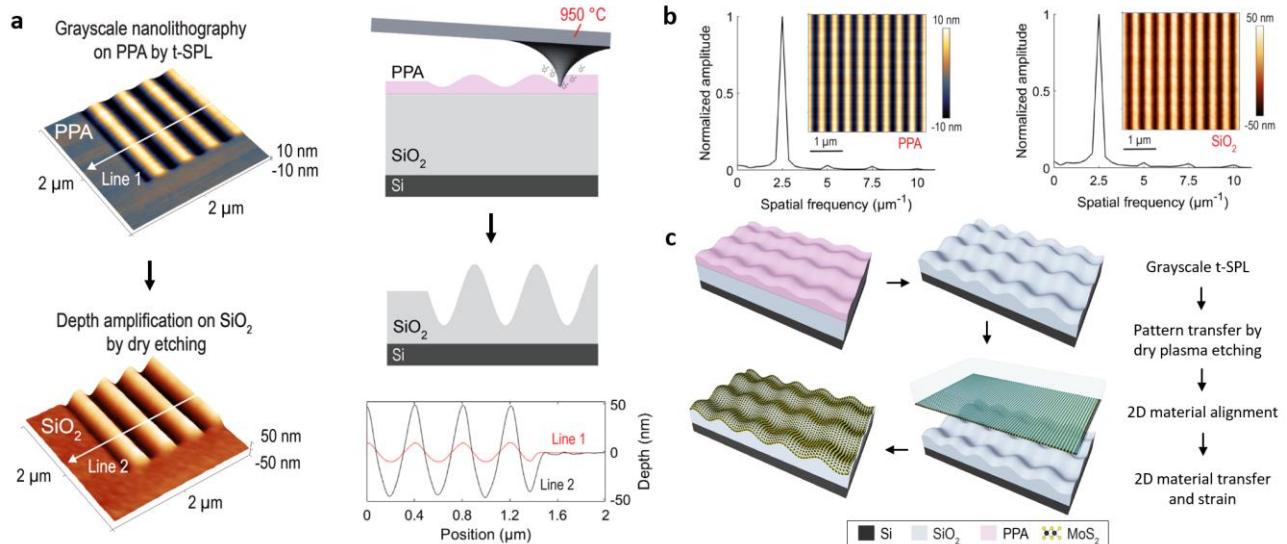 a
Grayscale nanolithography
on PPA by t-SPL
PPA
Line 1
10 nm
-10 nm
2 µm
2 µm
Depth amplification on SiO₂
by dry etching
SiO₂
Line 2
50 nm
-50 nm
2 µm
2 µm
950 °C
PPA
SiO₂
Si
SiO₂
Si
Line 1
Line 2
50
0
-50
Depth (nm)
0 0.4 0.8 1.2 1.6 2
Position (µm)
b
Normalized amplitude
1
0.5
0
0 2.5 5 7.5 10
Spatial frequency (µm⁻¹)
1 µm
PPA
10 nm
-10 nm
Normalized amplitude
1
0.5
0
0 2.5 5 7.5 10
Spatial frequency (µm⁻¹)
1 µm
SiO₂
50 nm
-50 nm
c
Grayscale t-SPL
Pattern transfer by
dry plasma etching
2D material alignment
2D material transfer
and strain
Si SiO₂ PPA MoS₂